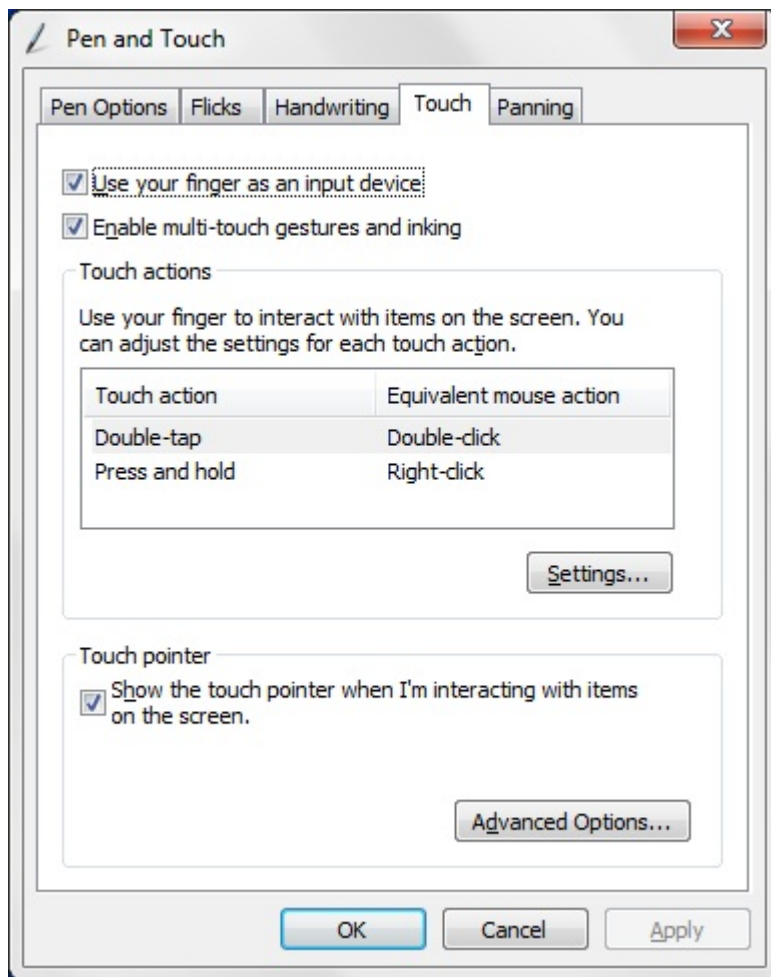 Pen and Touch
Pen Options Flicks Handwriting Touch Panning
Use your finger as an input device
Enable multi-touch gestures and inking
Touch actions
Use your finger to interact with items on the screen. You
can adjust the settings for each touch action.
Touch action Equivalent mouse action
Double-tap Double-click
Press and hold Right-click
Settings...
Touch pointer
Show the touch pointer when I'm interacting with items
on the screen.
Advanced Options...
OK Cancel Apply